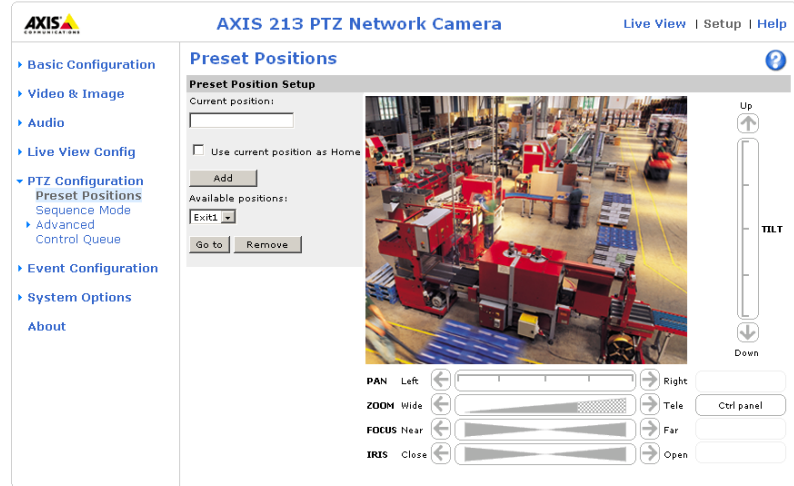 AXIS
COMMUNICATIONS
AXIS 213 PTZ Network Camera
Live View | Setup | Help
Basic Configuration
Video & Image
Audio
Live View Config
PTZ Configuration
Preset Positions
Sequence Mode
Advanced
Control Queue
Event Configuration
System Options
About
Preset Positions
?
Preset Position Setup
Current position:
Use current position as Home
Add
Available positions:
Exit1
Go to Remove
Up
TILT
Down
PAN Left Right
ZOOM Wide Tele Ctrl panel
FOCUS Near Far
IRIS Close Open